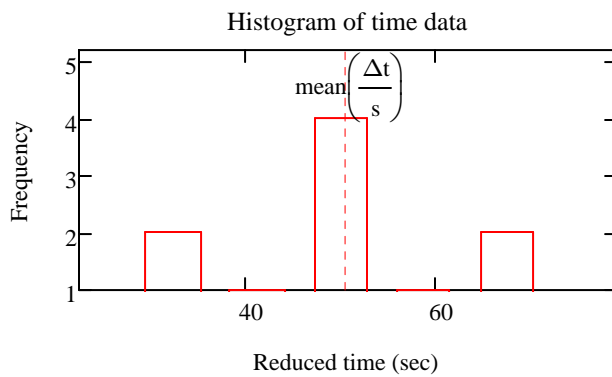 Histogram of time data
5
4
3
2
1
Frequency
mean(Δt/s)
40 60
Reduced time (sec)